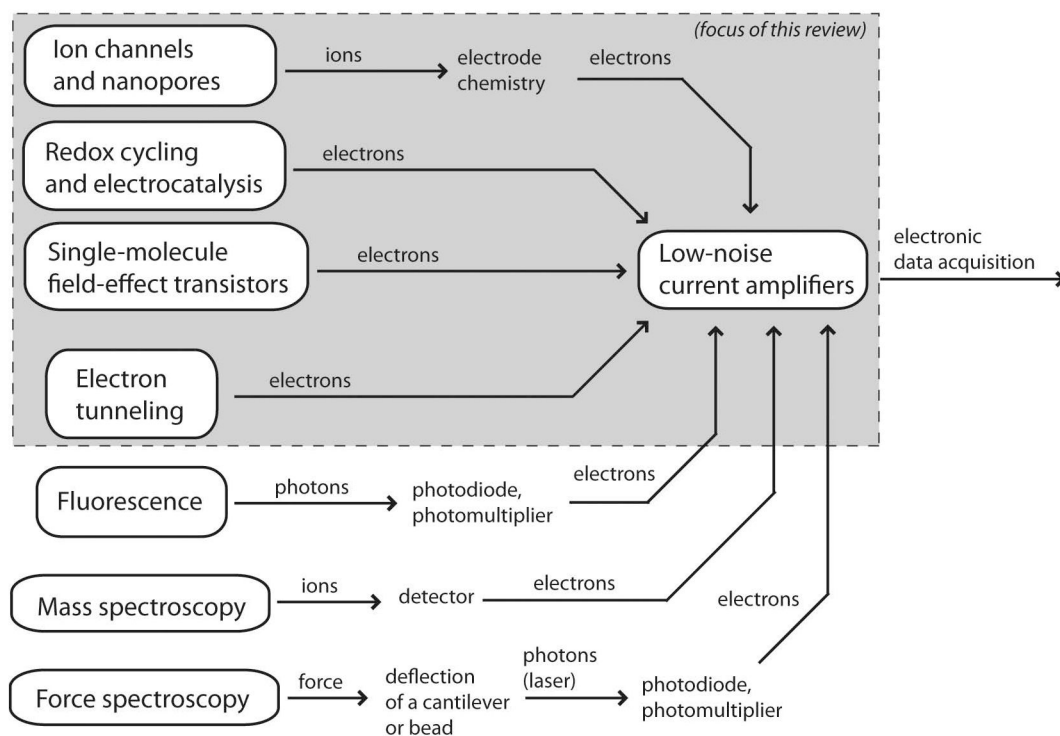 (focus of this review)
Ion channels
and nanopores
ions
electrode
chemistry
electrons
Redox cycling
and electrocatalysis
electrons
Single-molecule
field-effect transistors
electrons
Low-noise
current amplifiers
electronic
data acquisition
Electron
tunneling
electrons
Fluorescence
photons
photodiode,
photomultiplier
electrons
Mass spectroscopy
ions
detector
electrons
Force spectroscopy
force
deflection
of a cantilever
or bead
photons
(laser)
photodiode,
photomultiplier
electrons